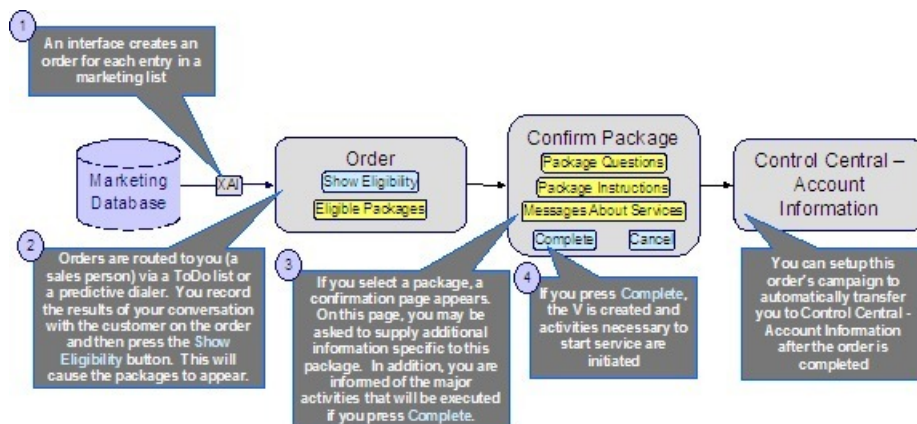 1
An interface creates an
order for each entry in a
marketing list
Marketing
Database
XAI
Order
Show Eligibility
Eligible Packages
Confirm Package
Package Questions
Package Instructions
Messages About Services
Complete
Cancel
Control Central –
Account
Information
2
Orders are routed to you (a
sales person) via a ToDo list or
a predictive dialer. You record
the results of your conversation
with the customer on the order
and then press the Show
Eligibility button. This will
cause the packages to appear.
3
If you select a package, a
confirmation page appears.
On this page, you may be
asked to supply additional
information specific to this
package. In addition, you are
informed of the major
activities that will be executed
if you press Complete.
4
If you press Complete,
the V is created and
activities necessary to
start service are
initiated
You can setup this
order's campaign to
automatically transfer
you to Control Central -
Account Information
after the order is
completed